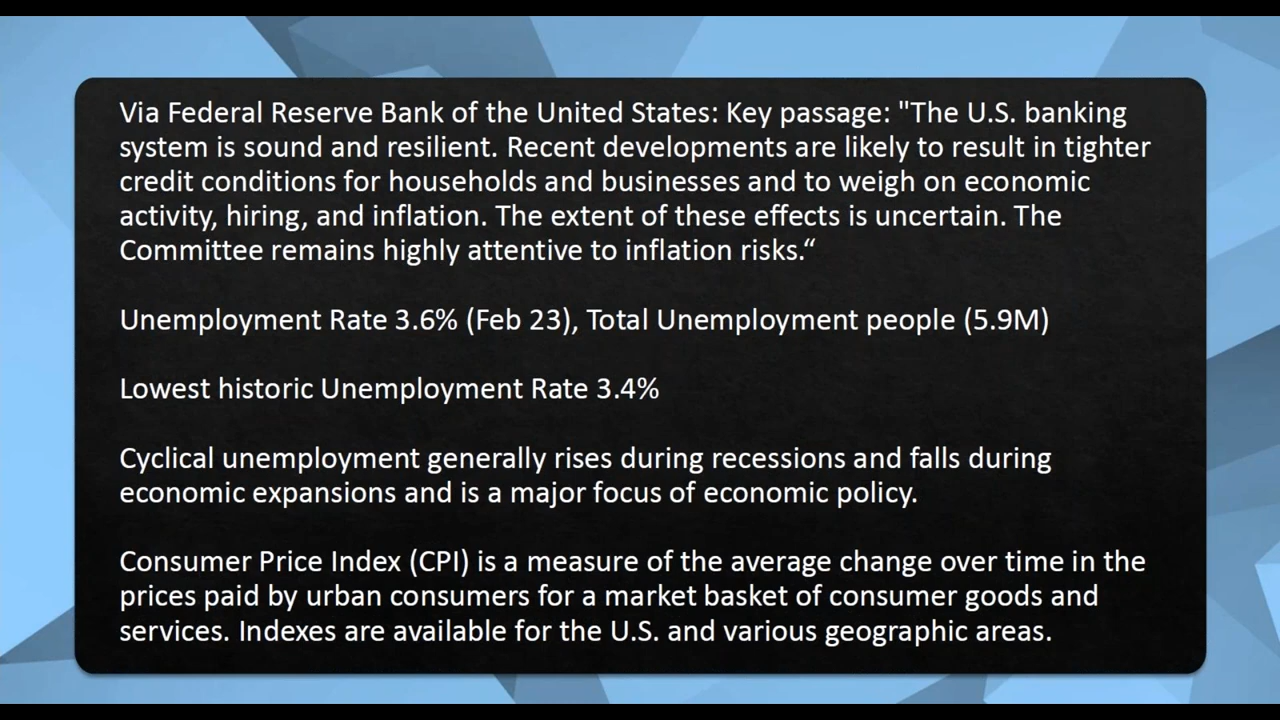 Via Federal Reserve Bank of the United States: Key passage: "The U.S. banking
system is sound and resilient. Recent developments are likely to result in tighter
credit conditions for households and businesses and to weigh on economic
activity, hiring, and inflation. The extent of these effects is uncertain. The
Committee remains highly attentive to inflation risks.“
Unemployment Rate 3.6% (Feb 23), Total Unemployment people (5.9M)
Lowest historic Unemployment Rate 3.4%
Cyclical unemployment generally rises during recessions and falls during
economic expansions and is a major focus of economic policy.
Consumer Price Index (CPI) is a measure of the average change over time in the
prices paid by urban consumers for a market basket of consumer goods and
services. Indexes are available for the U.S. and various geographic areas.